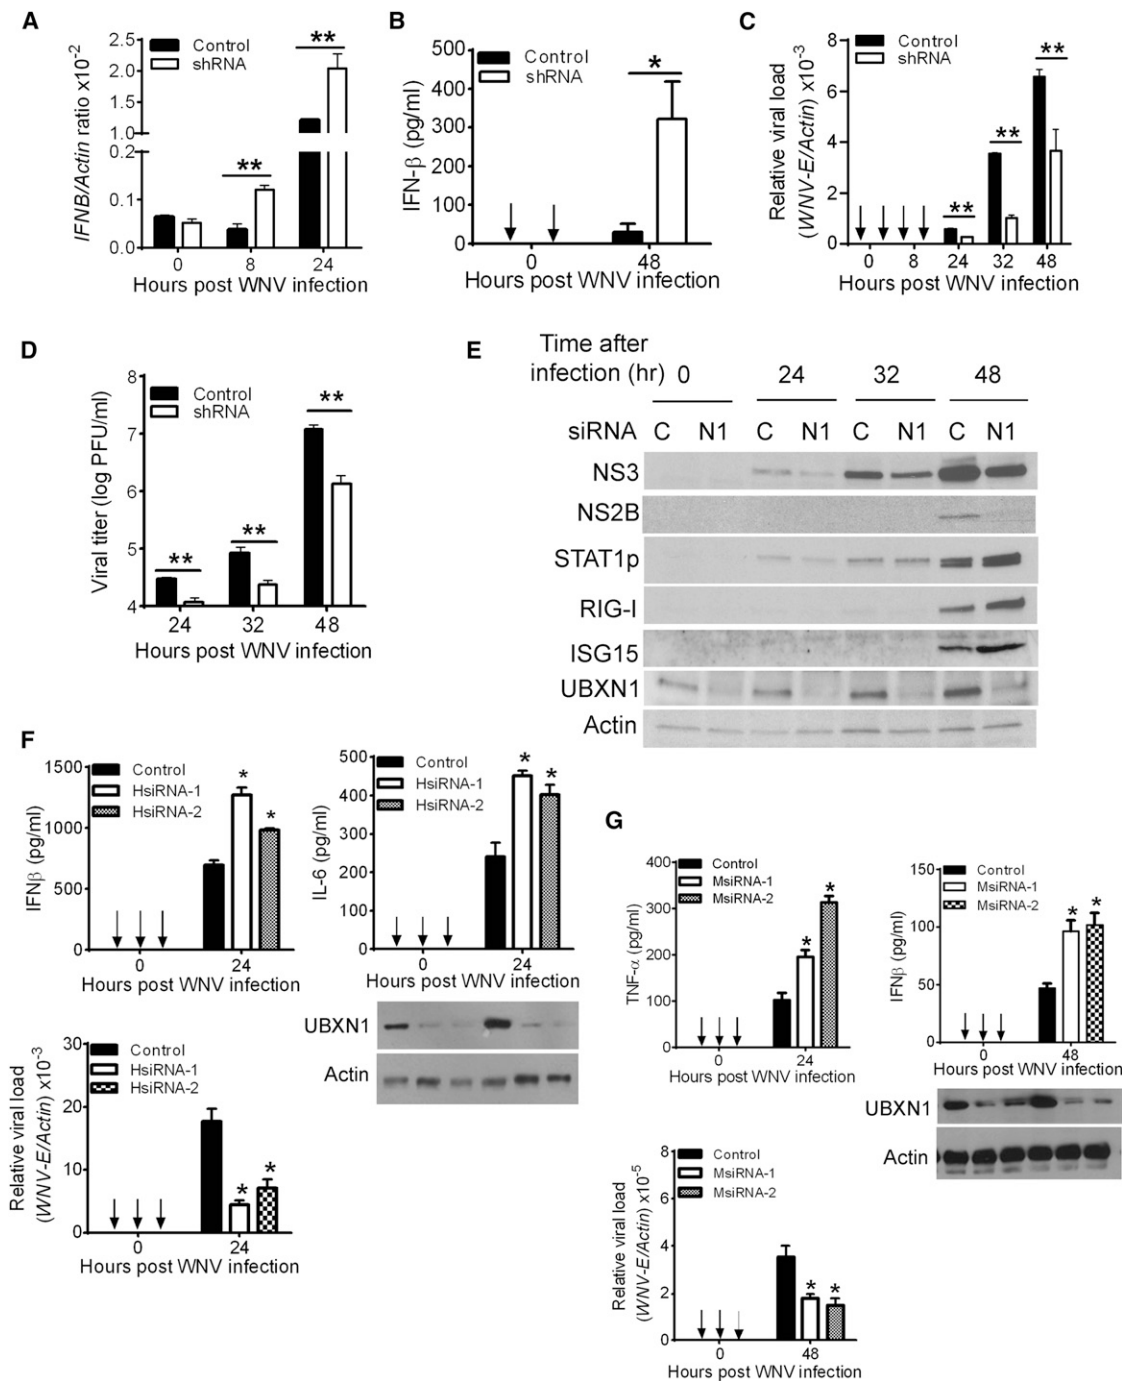 A
IFNB/Actin ratio x10-2
2.5
2.0
1.5
1.0
0.2
0.1
0.0
Control
shRNA
**
**
0 8 24
Hours post WNV infection
B
IFN-β (pg/ml)
500
400
300
200
100
0
Control
shRNA
*
0 48
Hours post WNV infection
C
Relative viral load
(WNV-E/Actin) x10-3
8
6
4
2
0
Control
shRNA
**
**
**
0 8 24 32 48
Hours post WNV infection
D
Viral titer (log PFU/ml)
8
7
6
5
4
Control
shRNA
**
**
**
24 32 48
Hours post WNV infection
E
Time after
infection (hr) 0 24 32 48
siRNA C N1 C N1 C N1 C N1
NS3
NS2B
STAT1p
RIG-I
ISG15
UBXN1
Actin
F
IFNβ (pg/ml)
1500
1000
500
0
Control
HsiRNA-1
HsiRNA-2
*
*
0 24
Hours post WNV infection
IL-6 (pg/ml)
500
400
300
200
100
0
Control
HsiRNA-1
HsiRNA-2
*
*
0 24
Hours post WNV infection
UBXN1
Actin
Relative viral load
(WNV-E/Actin) x10-3
30
20
10
0
Control
HsiRNA-1
HsiRNA-2
*
*
0 24
Hours post WNV infection
G
TNF-α (pg/ml)
400
300
200
100
0
Control
MsiRNA-1
MsiRNA-2
*
*
0 24
Hours post WNV infection
IFNβ (pg/ml)
150
100
50
0
Control
MsiRNA-1
MsiRNA-2
*
*
0 48
Hours post WNV infection
UBXN1
Actin
Relative viral load
(WNV-E/Actin) x10-5
8
6
4
2
0
Control
MsiRNA-1
MsiRNA-2
*
*
0 48
Hours post WNV infection